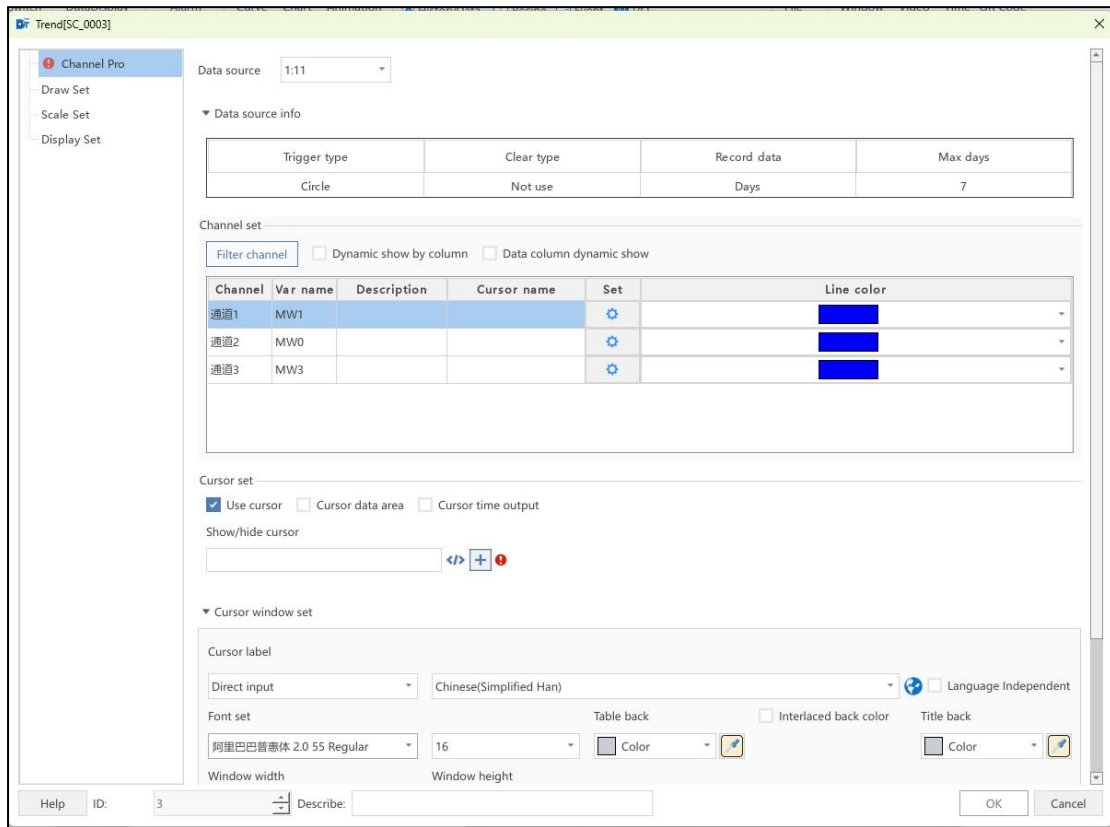 Trend[SC_0003]
Channel Pro
Draw Set
Scale Set
Display Set
Data source 1:11
Data source info
Trigger type Clear type Record data Max days
Circle Not use Days 7
Channel set
Filter channel Dynamic show by column Data column dynamic show
Channel Var name Description Cursor name Set Line color
通道1 MW1
通道2 MW0
通道3 MW3
Cursor set
Use cursor Cursor data area Cursor time output
Show/hide cursor
Cursor window set
Cursor label
Direct input Chinese(Simplified Han) Language Independent
Font set Table back Interlaced back color Title back
阿里巴巴普惠体 2.0 55 Regular 16 Color Color
Window width Window height
Help ID: 3 Describe: OK Cancel